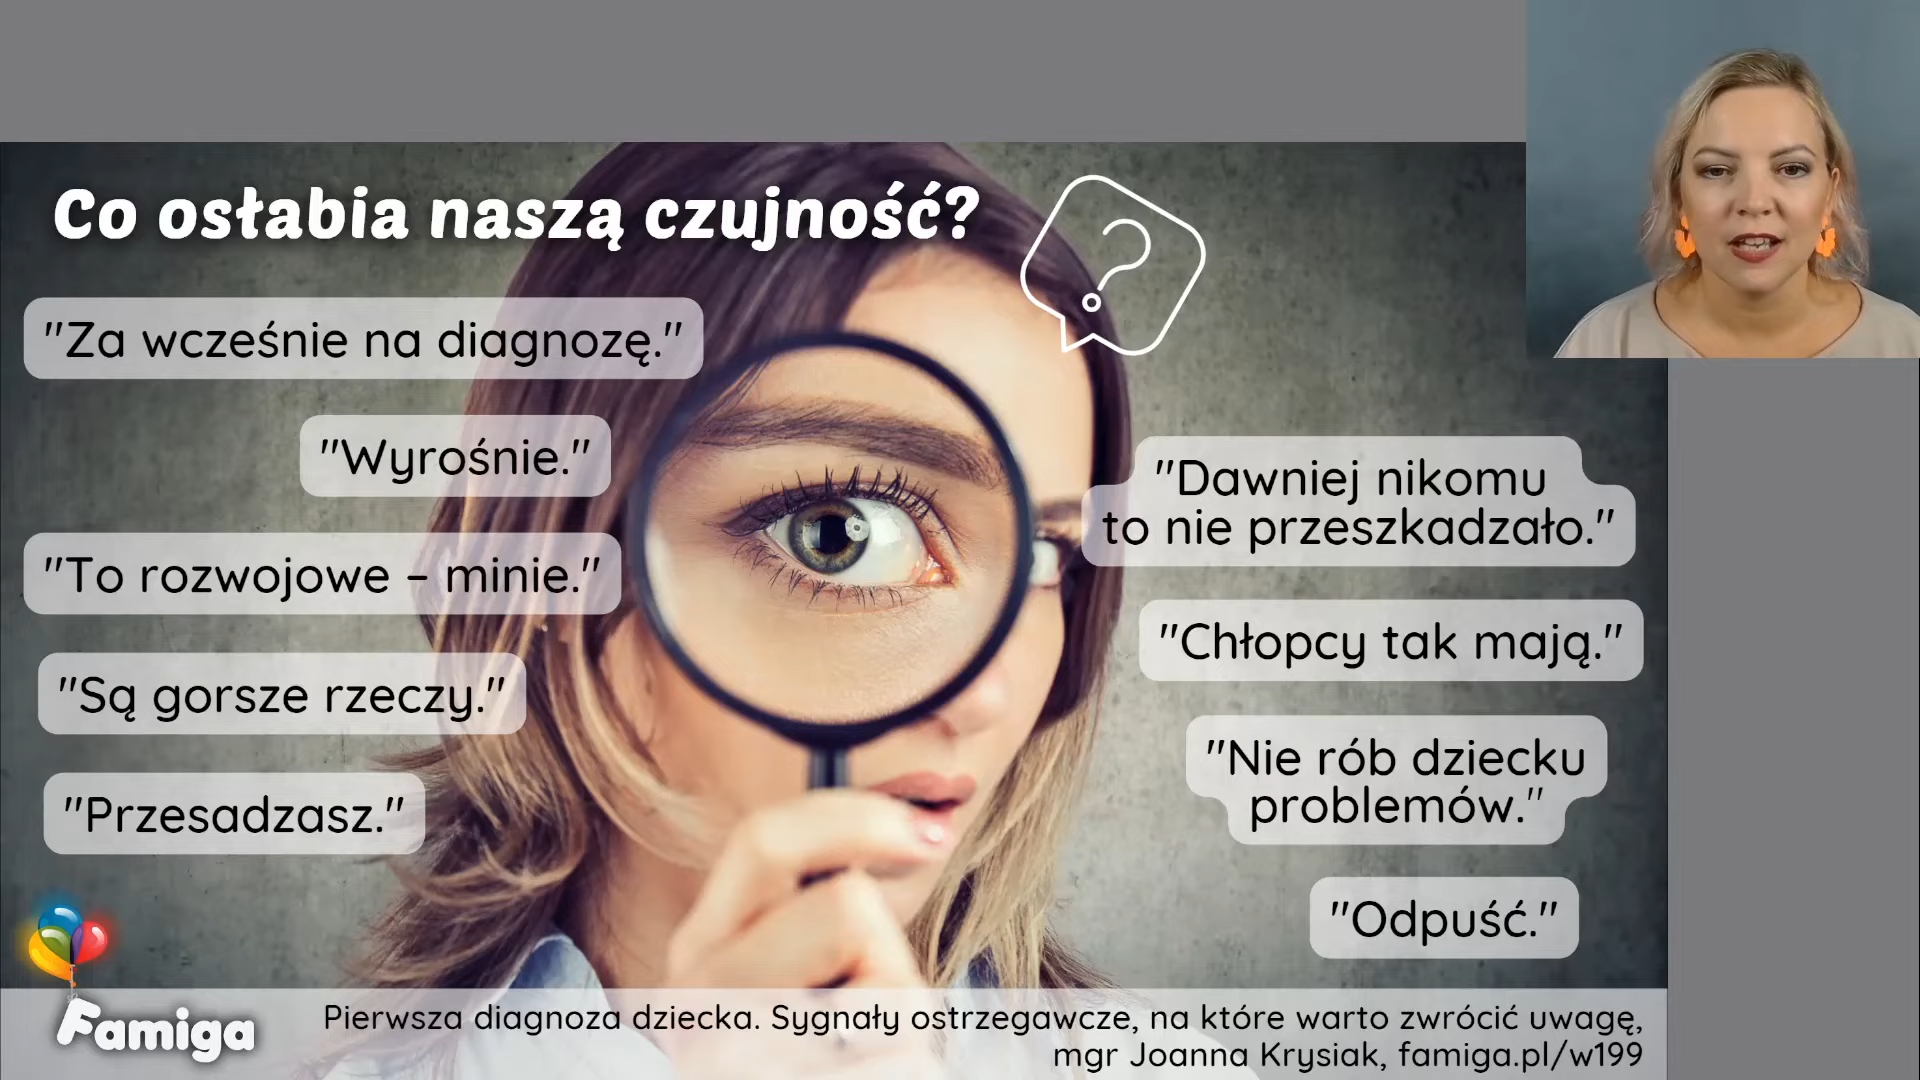 Co osłabia naszą czujność?
"Za wcześnie na diagnozę."
"Wyrośnie."
"To rozwojowe – minie."
"Są gorsze rzeczy."
"Przesadzasz."
"Dawniej nikomu
to nie przeszkadzało."
"Chłopcy tak mają."
"Nie rób dziecku
problemów."
"Odpuść."
Famiga
Pierwsza diagnoza dziecka. Sygnały ostrzegawcze, na które warto zwrócić uwagę,
mgr Joanna Krysiak, famiga.pl/w199